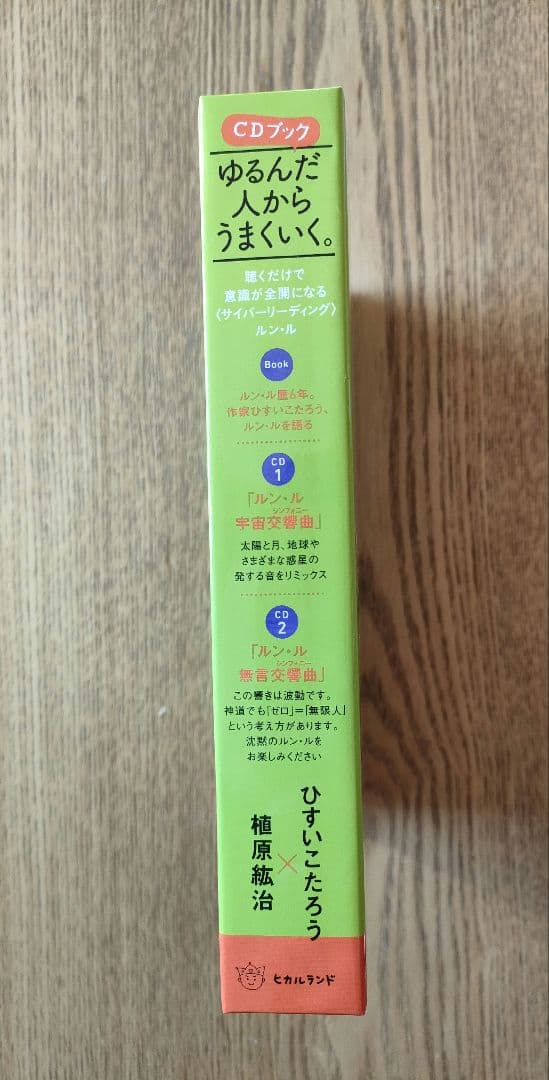 CDブック
ゆるんだ
人から
うまくいく。
聴くだけで
意識が全開になる
〈サイバーリーディング〉
ルン・ル
Book
ルン・ル歴6年。
作家ひすいこたろう、
ルン・ルを語る
CD
1
「ルン・ル
シンフォニー
宇宙交響曲」
太陽と月、地球や
さまざまな惑星の
発する音をリミックス
CD
2
「ルン・ル
シンフォニー
無言交響曲」
この響きは波動です。
神道でも「ゼロ」=「無限大」
という考え方があります。
沈黙のルン・ルを
お楽しみください
ひすいこたろう
×
植原紘治
ヒカルランド